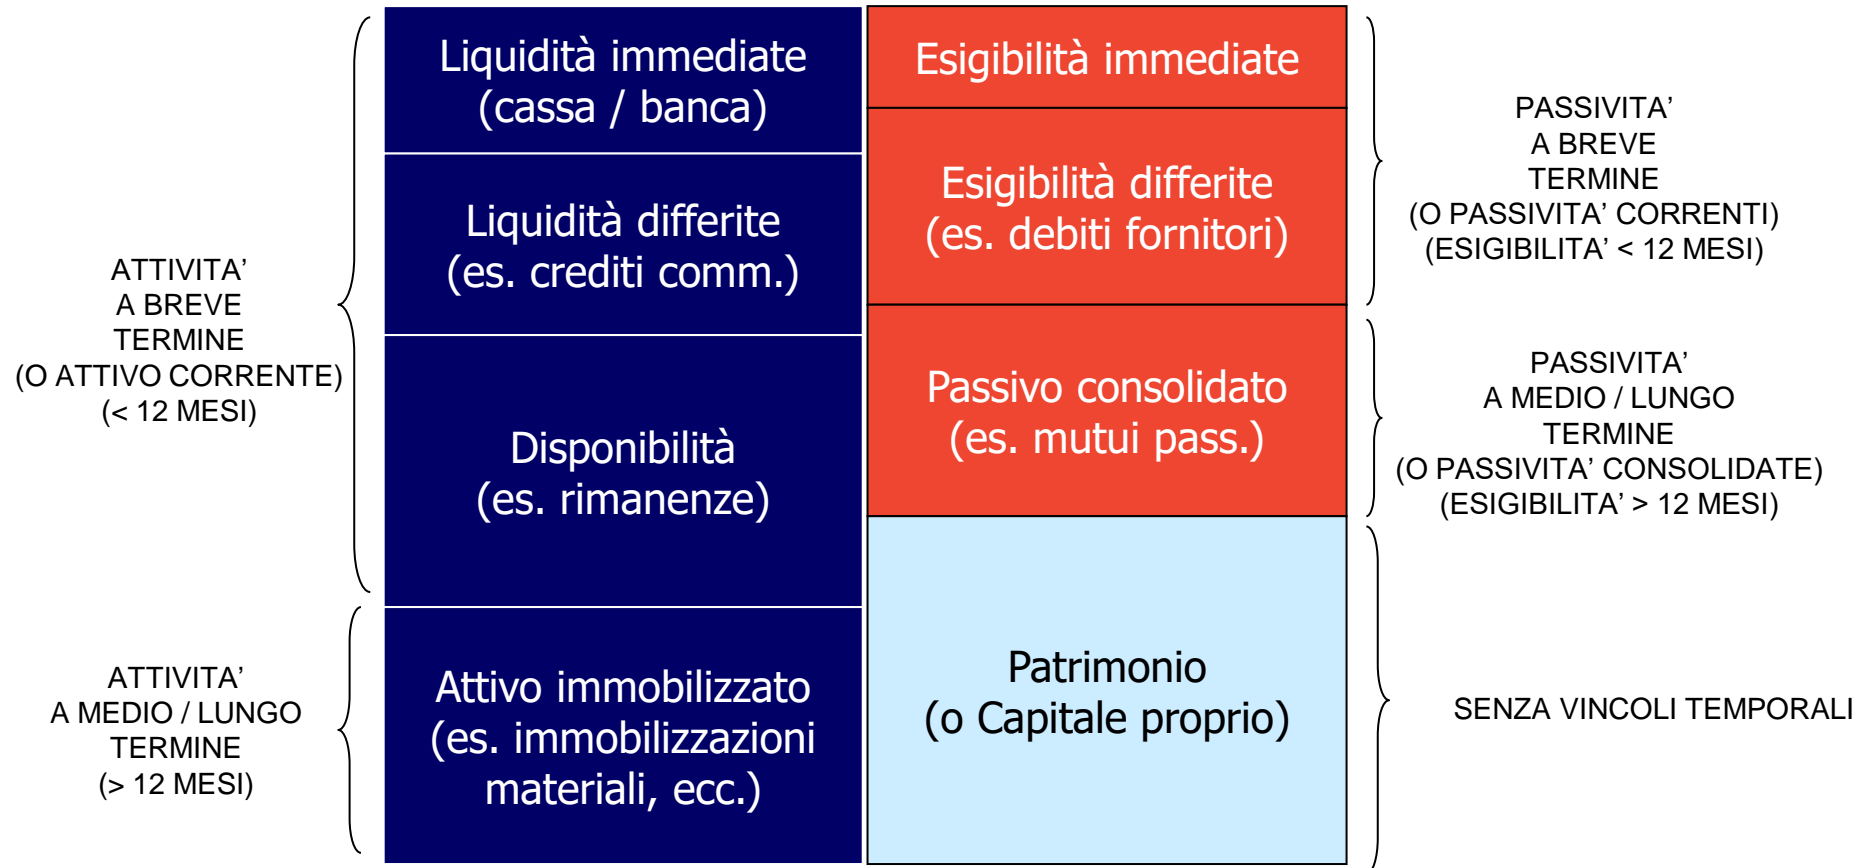 ATTIVITA’
A BREVE
TERMINE
(O ATTIVO CORRENTE)
(< 12 MESI)
ATTIVITA’
A MEDIO / LUNGO
TERMINE
(> 12 MESI)
Liquidità immediate
(cassa / banca)
Liquidità differite
(es. crediti comm.)
Disponibilità
(es. rimanenze)
Attivo immobilizzato
(es. immobilizzazioni
materiali, ecc.)
Esigibilità immediate
Esigibilità differite
(es. debiti fornitori)
Passivo consolidato
(es. mutui pass.)
Patrimonio
(o Capitale proprio)
PASSIVITA’
A BREVE
TERMINE
(O PASSIVITA’ CORRENTI)
(ESIGIBILITA’ < 12 MESI)
PASSIVITA’
A MEDIO / LUNGO
TERMINE
(O PASSIVITA’ CONSOLIDATE)
(ESIGIBILITA’ > 12 MESI)
SENZA VINCOLI TEMPORALI